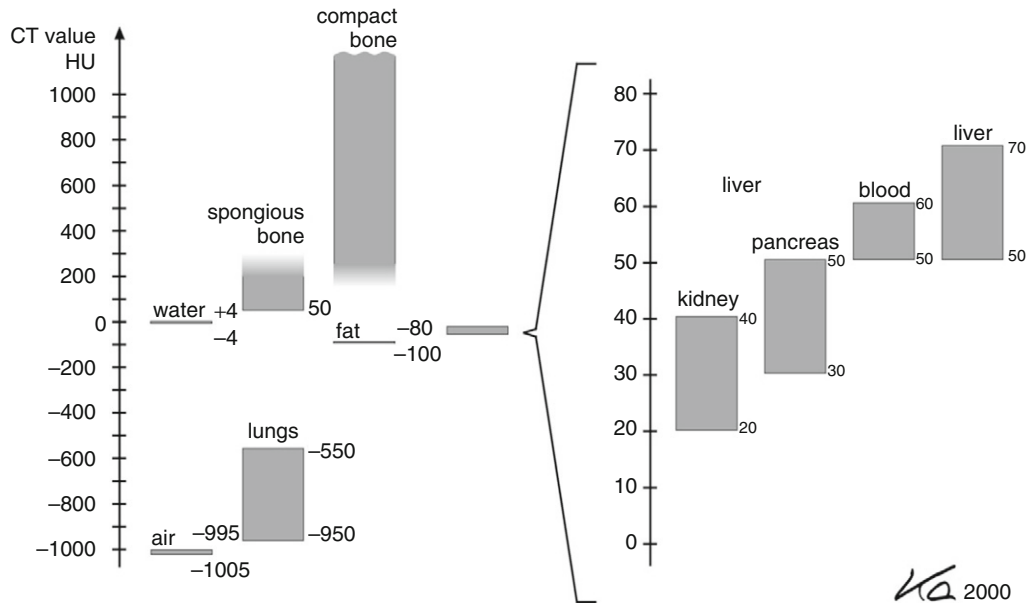 CT value
HU
1000
800
600
400
200
0
−200
−400
−600
−800
−1000
compact
bone
spongious
bone
50
water +4
−4
fat
−80
−100
lungs
−550
−950
air
−995
−1005
80
70
60
50
40
30
20
10
0
liver
liver
70
50
blood
60
50
pancreas
50
30
kidney
40
20
2000